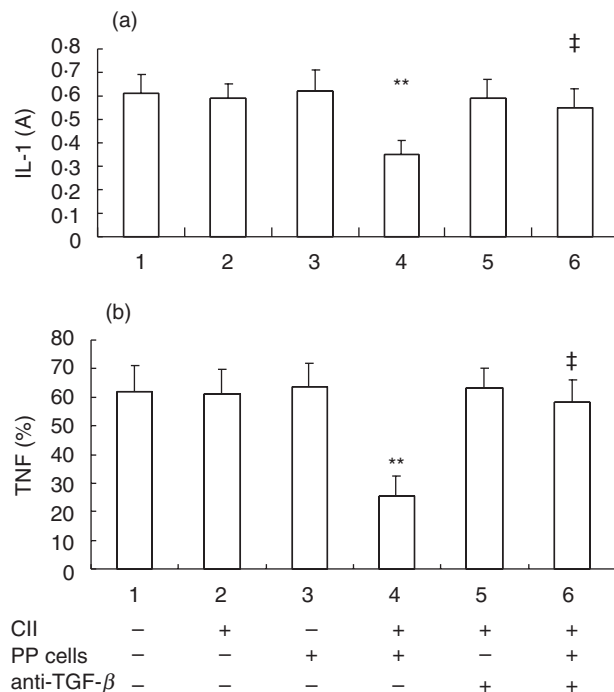 (a)
‡
0·8
0·7
0·6
0·5
0·4
0·3
0·2
0·1
0
IL-1 (A)
**
1 2 3 4 5 6
(b)
‡
80
70
60
50
40
30
20
10
0
TNF (%)
**
1 2 3 4 5 6
CII – + – + + +
PP cells – – + + – +
anti-TGF-β – – – – + +